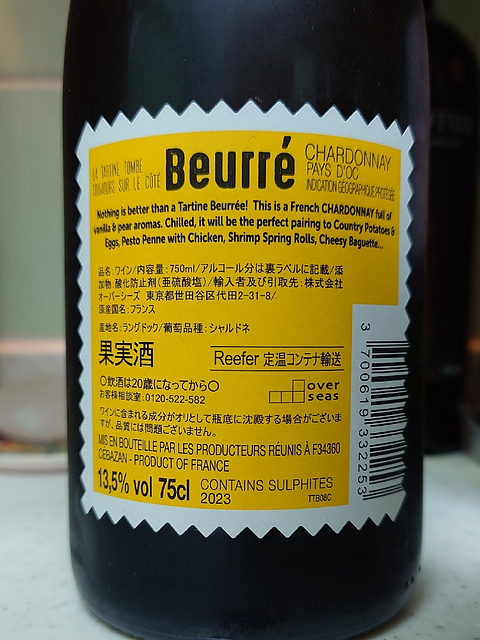 LA TARTINE TOMBE
TOUJOURS SUR LE CÔTÉ
Beurré
CHARDONNAY
PAYS D'OC
INDICATION GÉOGRAPHIQUE PROTÉGÉE
Nothing is better than a Tartine Beurrée! This is a French CHARDONNAY full of
vanilla & pear aromas. Chilled, it will be the perfect pairing to Country Potatoes &
Eggs, Pesto Penne with Chicken, Shrimp Spring Rolls, Cheesy Baguette...
品名:ワイン/内容量:750ml/アルコール分は裏ラベルに記載/添
加物:酸化防止剤(亜硫酸塩)/輸入者及び引取先:株式会社
オーバーシーズ 東京都世田谷区代田2-31-8/
原産国名:フランス
産地名:ラングドック/葡萄品種:シャルドネ
果実酒
Reefer 定温コンテナ輸送
〇飲酒は20歳になってから〇
お客様相談室:0120-522-582
over
seas
ワインに含まれる成分がオリとして瓶底に沈殿する場合がございま
すが、品質には問題ございません。
MIS EN BOUTEILLE PAR LES PRODUCTEURS RÉUNIS À F34360
CÉBAZAN - PRODUCT OF FRANCE
13,5% vol 75cl
CONTAINS SULPHITES
2023
TTB08C
3 700619 332253